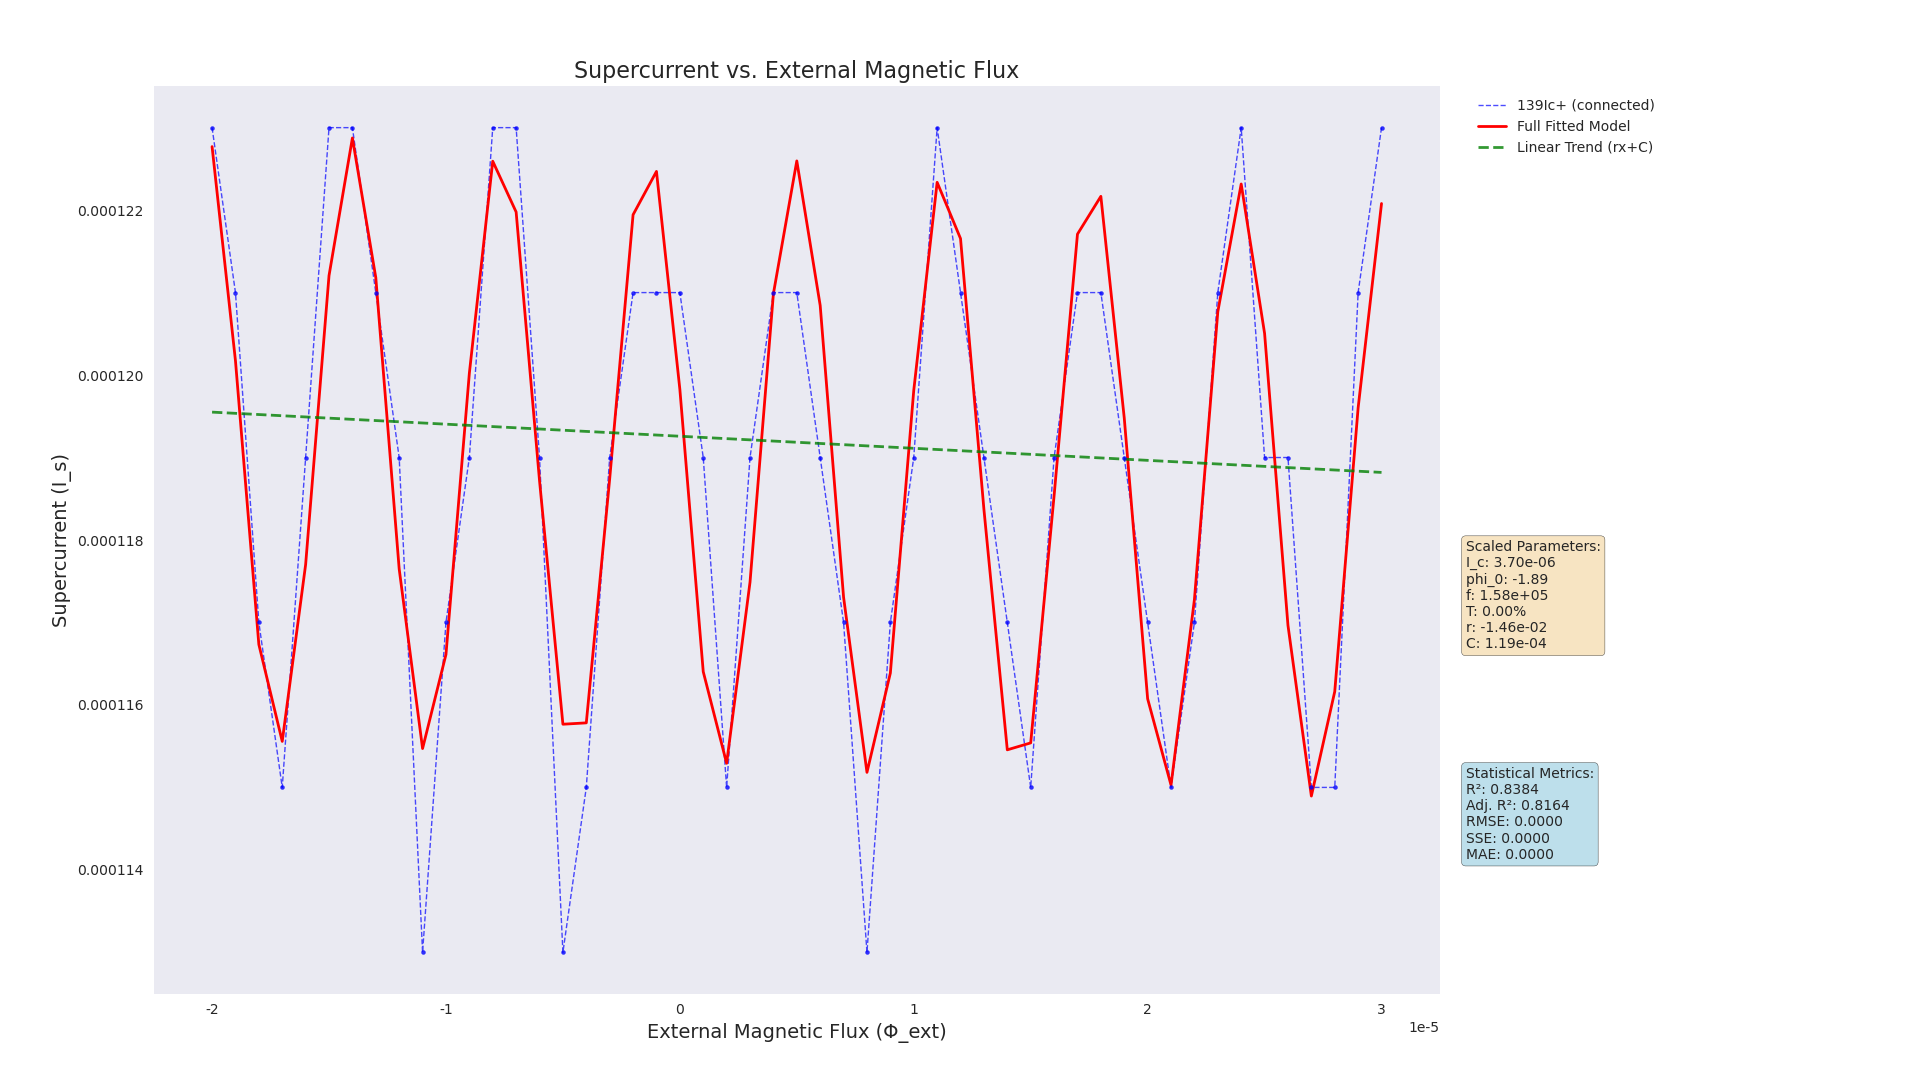 Supercurrent vs. External Magnetic Flux
139Ic+ (connected)
Full Fitted Model
Linear Trend (rx+C)
Supercurrent (I_s)
0.000122
0.000120
0.000118
0.000116
0.000114
-2
-1
0
1
2
3
1e-5
External Magnetic Flux (Φ_ext)
Scaled Parameters:
I_c: 3.70e-06
phi_0: -1.89
f: 1.58e+05
T: 0.00%
r: -1.46e-02
C: 1.19e-04
Statistical Metrics:
R²: 0.8384
Adj. R²: 0.8164
RMSE: 0.0000
SSE: 0.0000
MAE: 0.0000